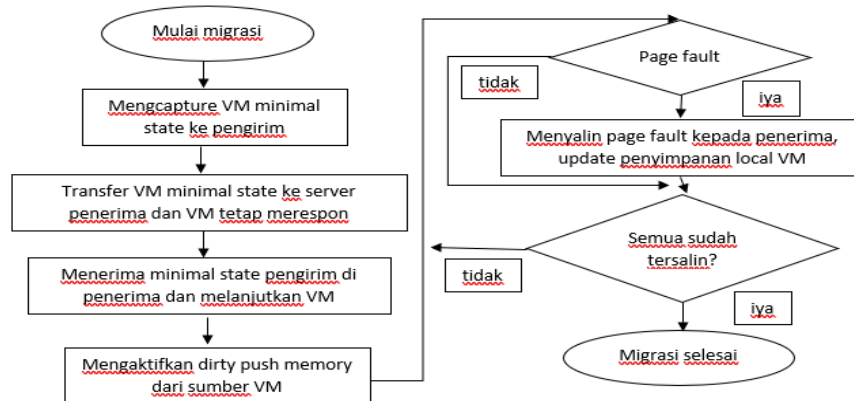 Mulai migrasi
Mengcapture VM minimal
state ke pengirim
Transfer VM minimal state ke server
penerima dan VM tetap merespon
Menerima minimal state pengirim di
penerima dan melanjutkan VM
Mengaktifkan dirty push memory
dari sumber VM
Page fault
tidak
iya
Menyalin page fault kepada penerima,
update penyimpanan local VM
Semua sudah
tersalin?
tidak
iya
Migrasi selesai